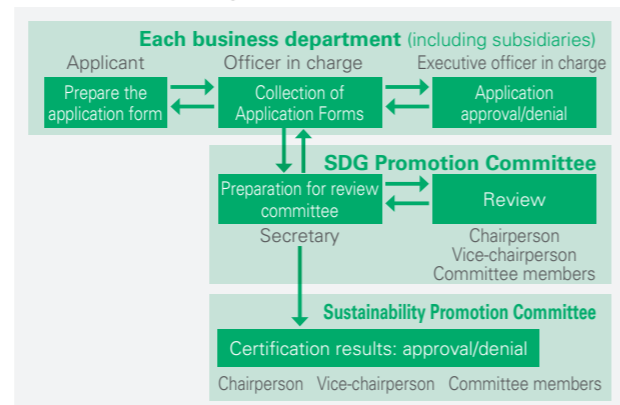 Each business department (including subsidiaries)
Applicant
Officer in charge
Executive officer in charge
Prepare the
application form
Collection of
Application Forms
Application
approval/denial
SDG Promotion Committee
Preparation for review
committee
Review
Secretary
Chairperson
Vice-chairperson
Committee members
Sustainability Promotion Committee
Certification results: approval/denial
Chairperson Vice-chairperson Committee members